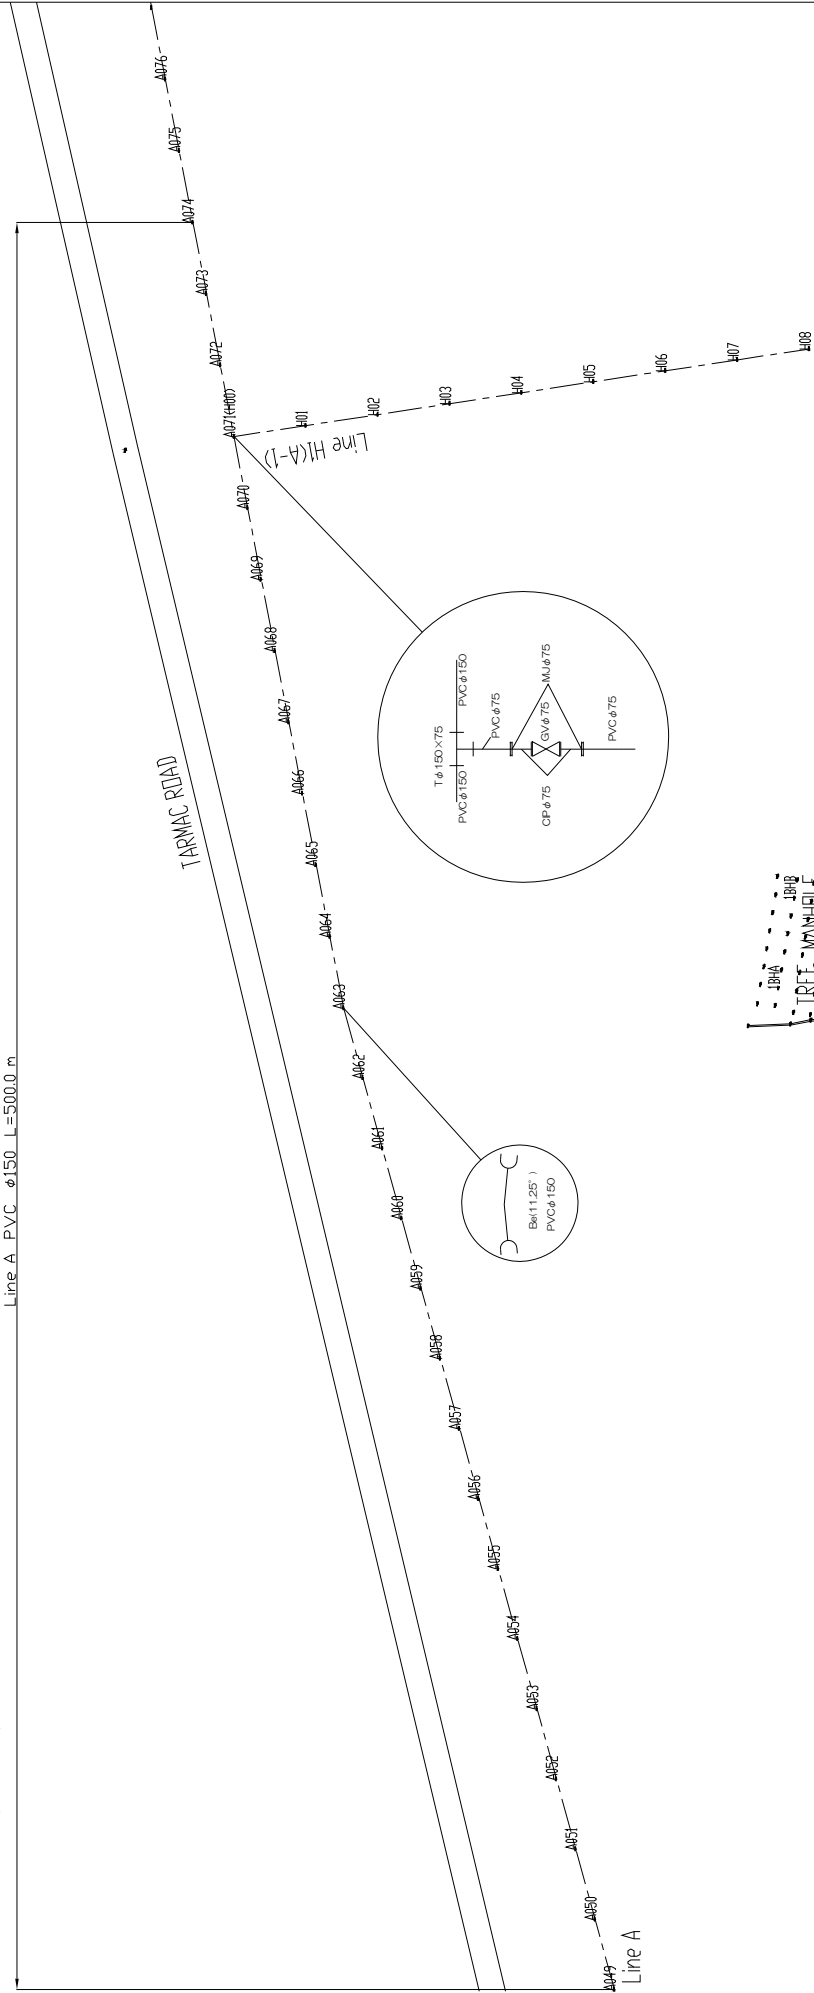 Line A PVC φ150 L=500.0 m
TARMAC ROAD
A049
A050
A051
A052
A053
A054
A055
A056
A057
A058
A059
A060
A061
A062
A063
A064
A065
A066
A067
A068
A069
A070
A071(H00)
A072
A073
A074
A075
A076
Line A
Line H1(A-1)
H01
H02
H03
H04
H05
H06
H07
H08
Tφ150×75
PVCφ150
PVCφ150
PVCφ75
GVφ75
MJφ75
CIPφ75
PVCφ75
Be(11.25°)
PVCφ150
1BHA
1BHB
TREE. MANHOLE